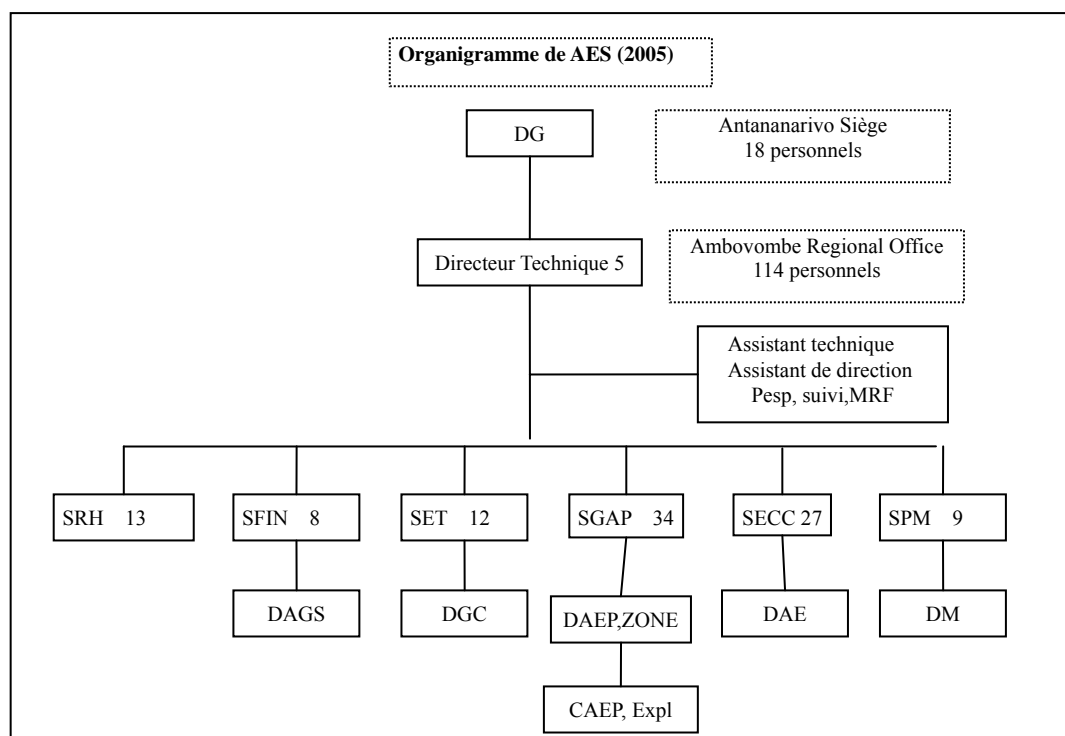 Organigramme de AES (2005)
DG
Antananarivo Siège
18 personnels
Directeur Technique 5
Ambovombe Regional Office
114 personnels
Assistant technique
Assistant de direction
Pesp, suivi,MRF
SRH 13
SFIN 8
SET 12
SGAP 34
SECC 27
SPM 9
DAGS
DGC
DAEP,ZONE
DAE
DM
CAEP, Expl